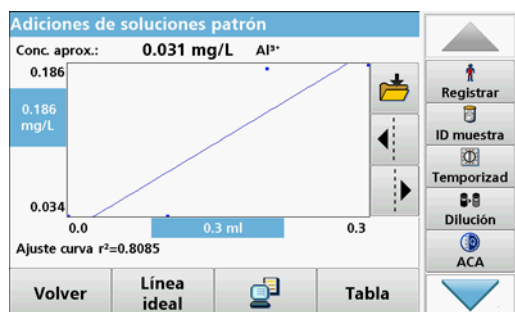 Adiciones de soluciones patrón
Conc. aprox.: 0.031 mg/L Al³⁺
0.186
0.186
mg/L
0.034
0.0 0.3 ml 0.3
Ajuste curva r²=0.8085
Volver
Línea
ideal
Tabla
Registrar
ID muestra
Temporizad
Dilución
ACA